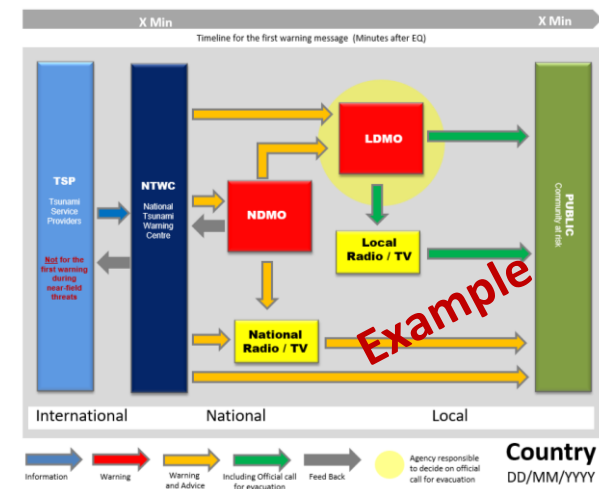 X Min
X Min
Timeline for the first warning message (Minutes after EQ)
TSP
Tsunami
Service
Providers
Not for the
first warning
during
near-field
threats
NTWC
National
Tsunami
Warning
Centre
NDMO
LDMO
Local
Radio / TV
National
Radio / TV
PUBLIC
Community at risk
Example
International
National
Local
Information
Warning
Warning
and Advice
Including Official call
for evacuation
Feed Back
Agency responsible
to decide on official
call for evacuation
Country
DD/MM/YYYY